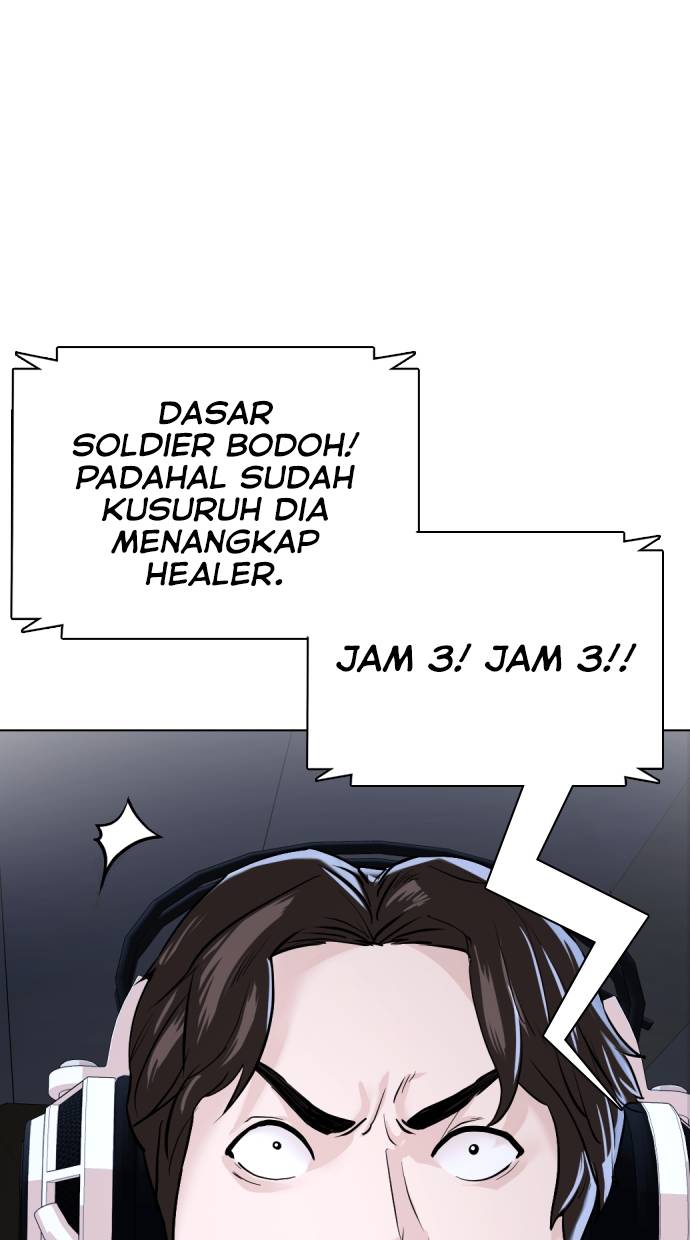 DASAR
SOLDIER BODOH!
PADAHAL SUDAH
KUSURUH DIA
MENANGKAP
HEALER.
JAM 3! JAM 3!!